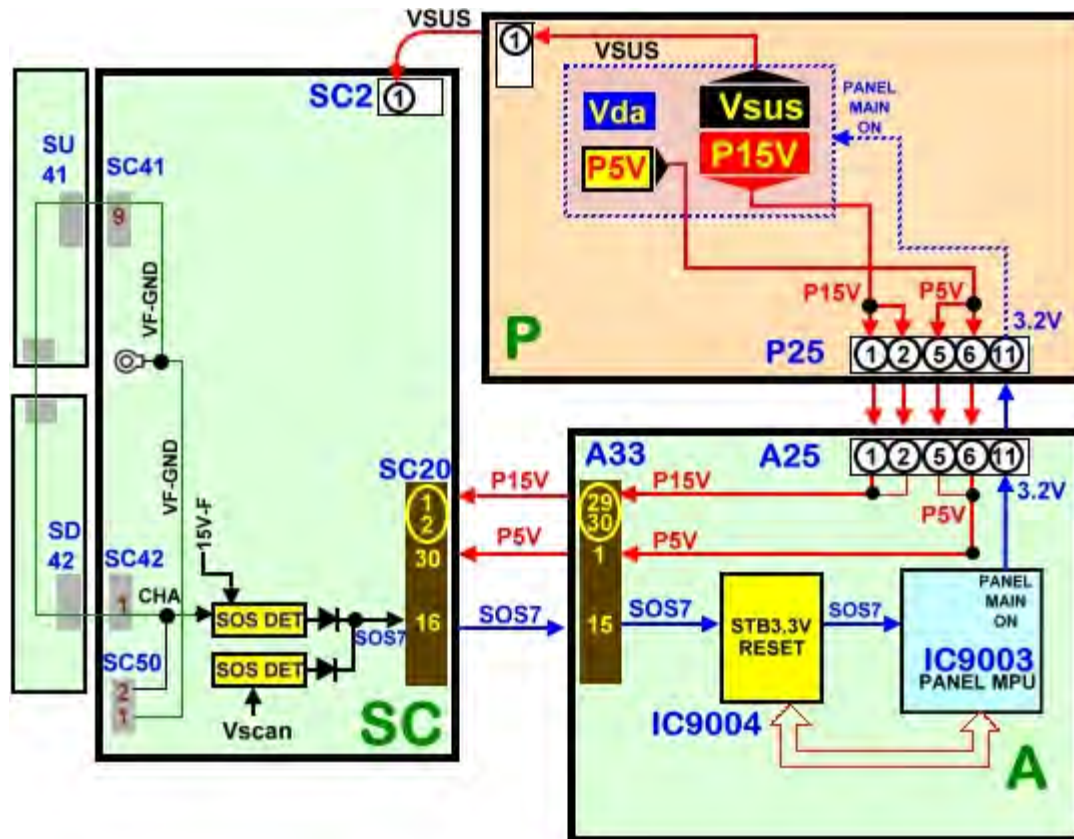 VSUS
1
VSUS
SC2
1
Vda
Vsus
PANEL
MAIN
ON
P5V
P15V
SU
41
SC41
9
VF-GND
P15V
P5V
3.2V
P
P25
1 2 5 6 11
VF-GND
SC20
A33
A25
1 2 5 6 11
P15V
P15V
3.2V
1
2
29
30
P5V
15V-F
SD
42
SC42
P5V
P5V
30
1
1
CHA
SOS DET
SOS7
16
SOS7
15
SOS7
STB3,3V
RESET
SOS7
PANEL
MAIN
ON
IC9003
PANEL MPU
SC50
2
1
SOS DET
Vscan
SC
IC9004
A